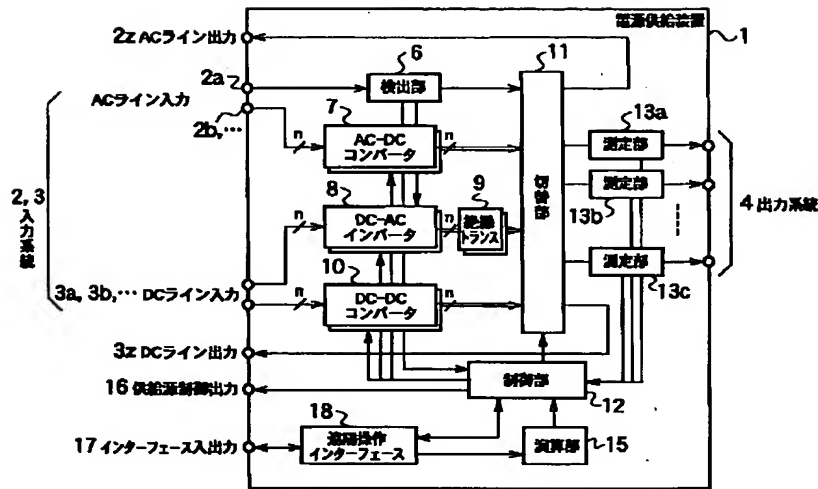 電源供給装置
1
2z ACライン出力
2a
6
検出部
11
切替部
ACライン入力
2b,…
n
7
AC-DC
コンバータ
n
13a
測定部
2,3
入力系統
8
DC-AC
インバータ
n
n
9
絶縁
トランス
13b
測定部
4 出力系統
10
DC-DC
コンバータ
n
n
13c
測定部
3a, 3b,… DCライン入力
3z DCライン出力
16 供給源制御出力
制御部
12
17 インターフェース入出力
18
遠隔操作
インターフェース
演算部
15